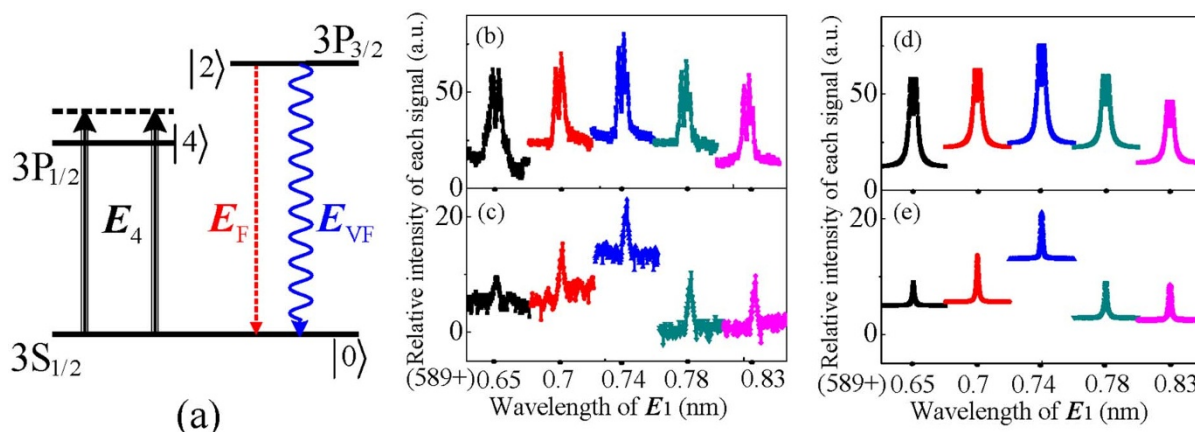 3P3/2
|2⟩
|4⟩
3P1/2
E4
EF
EVF
3S1/2
|0⟩
(a)
Relative intensity of each signal (a.u.)
(b)
50
0
(c)
20
0
(589+) 0.65 0.7 0.74 0.78 0.83
Wavelength of E1 (nm)
Relative intensity of each signal (a.u.)
(d)
50
0
(e)
20
0
(589+) 0.65 0.7 0.74 0.78 0.83
Wavelength of E1 (nm)